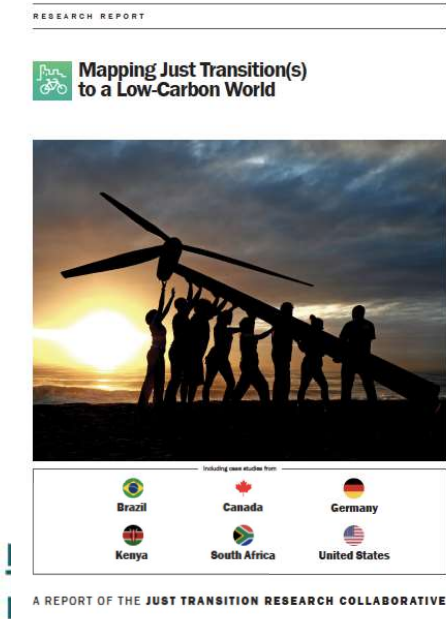 RESEARCH REPORT
Mapping Just Transition(s)
to a Low-Carbon World
Including case studies from
Brazil
Canada
Germany
Kenya
South Africa
United States
A REPORT OF THE JUST TRANSITION RESEARCH COLLABORATIVE